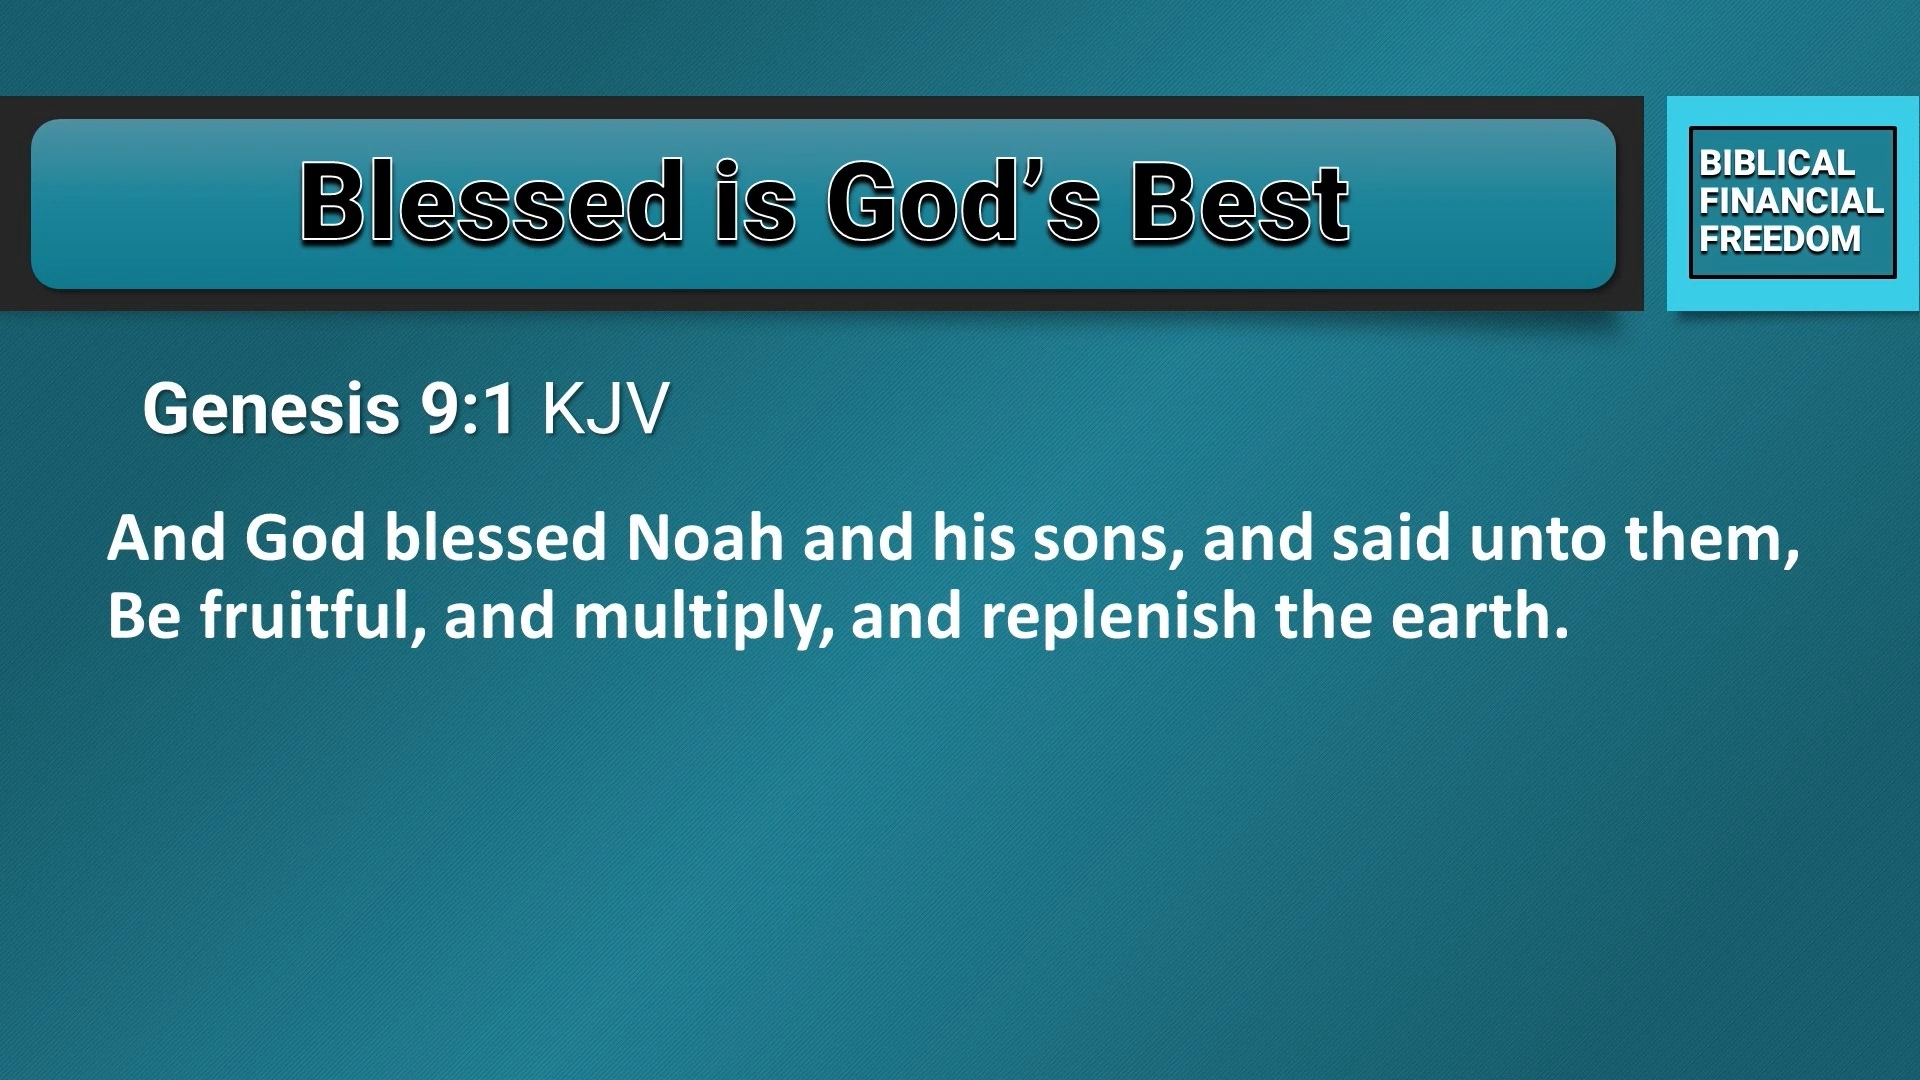 Blessed is God’s Best
BIBLICAL
FINANCIAL
FREEDOM
Genesis 9:1 KJV
And God blessed Noah and his sons, and said unto them,
Be fruitful, and multiply, and replenish the earth.